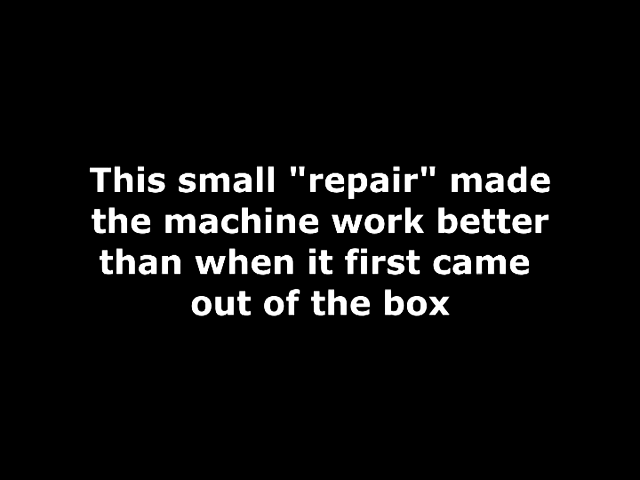 This small "repair" made
the machine work better
than when it first came
out of the box